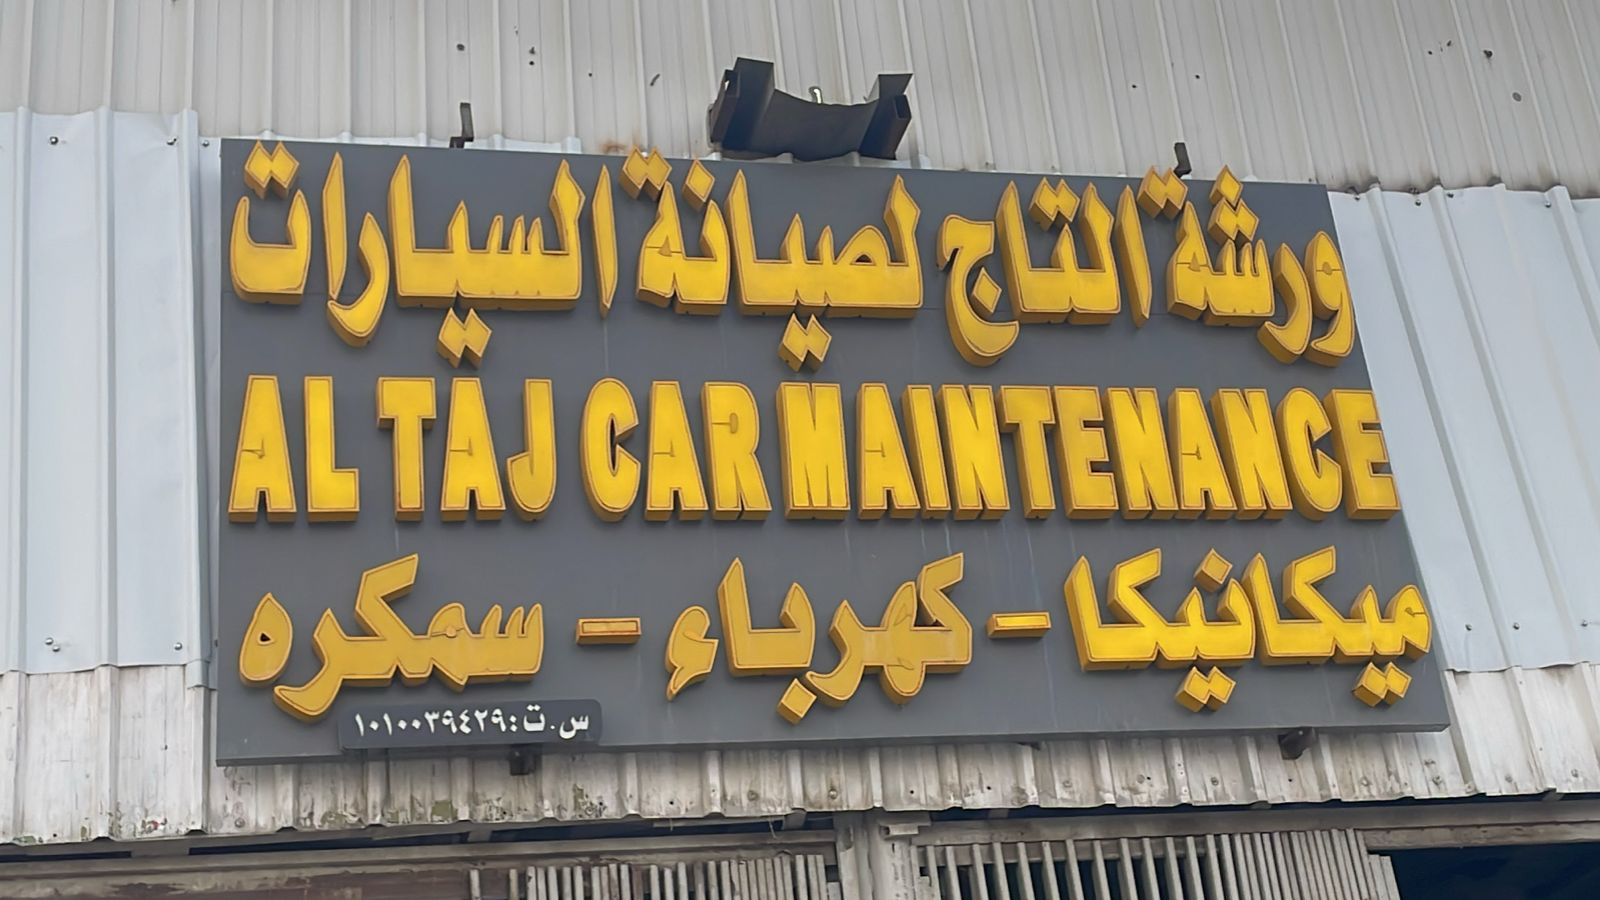 ورشة التاج لصيانة السيارات
AL TAJ CAR MAINTENANCE
ميكانيكا - كهرباء - سمكره
س.ت: ١٠١٠٠٣٩٤٢٩